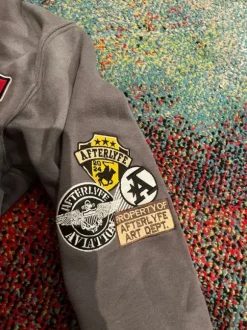 AFTERLYFE
AFTERLYFE
AVIATION
A
PROPERTY OF
AFTERLYFE
ART DEPT.